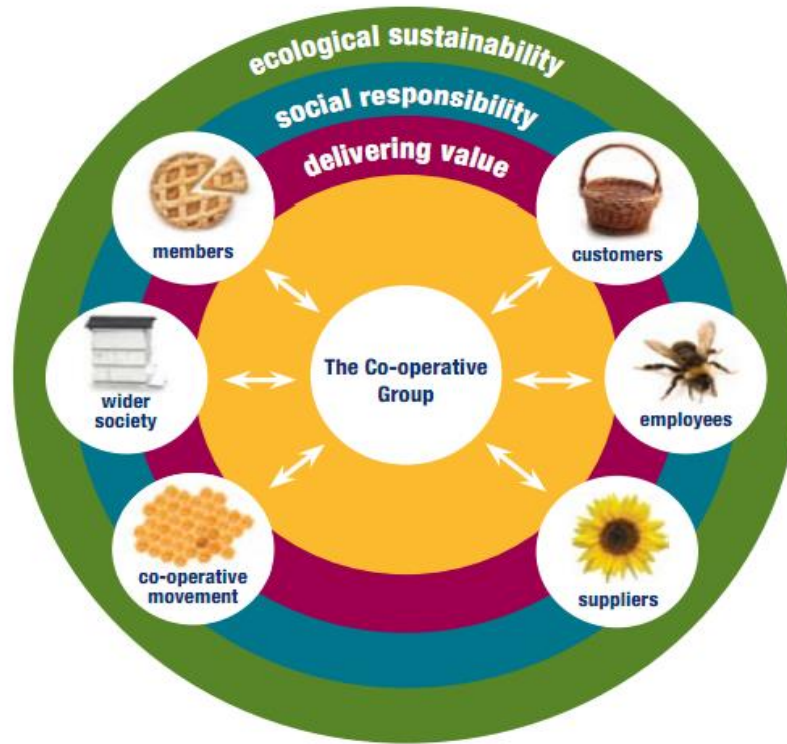 ecological sustainability
social responsibility
delivering value
members
customers
The Co-operative
Group
wider
society
employees
co-operative
movement
suppliers